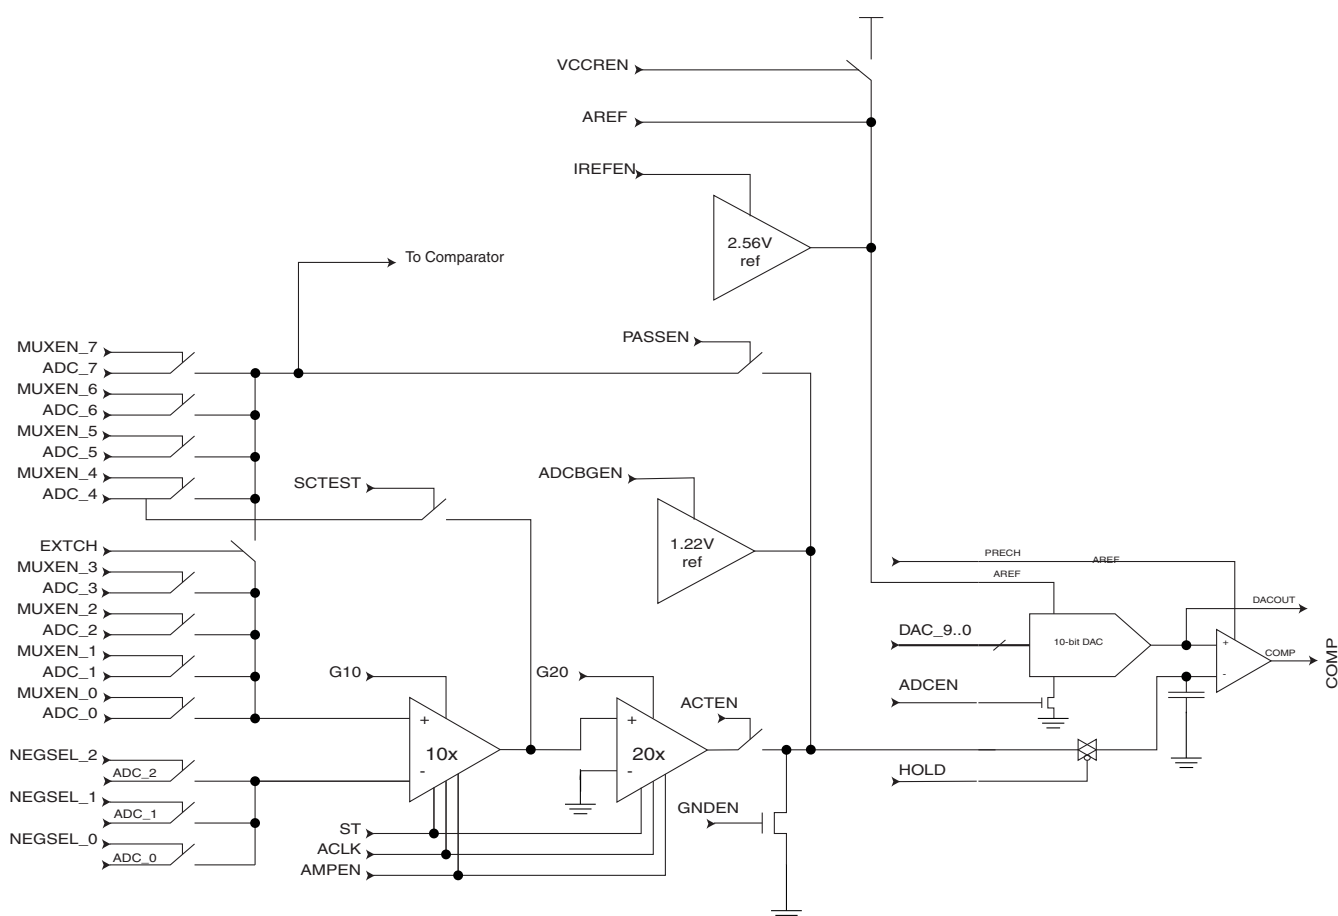 VCCREN
AREF
IREFEN
2.56V
ref
To Comparator
PASSEN
MUXEN_7
ADC_7
MUXEN_6
ADC_6
MUXEN_5
ADC_5
MUXEN_4
ADC_4
SCTEST
ADCBGEN
1.22V
ref
EXTCH
MUXEN_3
ADC_3
MUXEN_2
ADC_2
MUXEN_1
ADC_1
MUXEN_0
ADC_0
PRECH
AREF
AREF
DACOUT
DAC_9..0
10-bit DAC
+
-
COMP
COMP
ADCEN
G10
G20
ACTEN
+
10x
-
+
20x
-
HOLD
NEGSEL_2
ADC_2
NEGSEL_1
ADC_1
NEGSEL_0
ADC_0
GNDEN
ST
ACLK
AMPEN